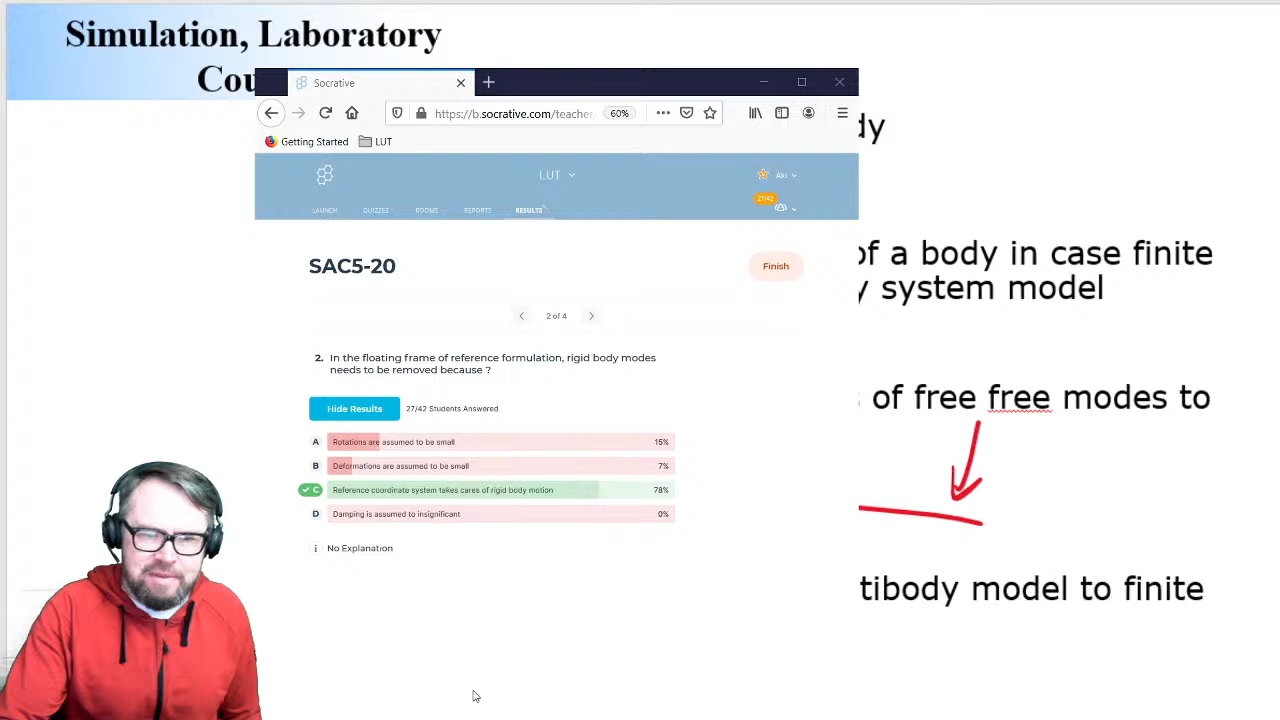 Simulation, Laboratory
Cou
Socrative
https://b.socrative.com/teacher
60%
Getting Started
LUT
dy
LUT
Aki
27/42
LAUNCH
QUIZZES
ROOMS
REPORTS
RESULTS
of a body in case finite
SAC5-20
Finish
y system model
2 of 4
2. In the floating frame of reference formulation, rigid body modes
needs to be removed because ?
of free free modes to
Hide Results
27/42 Students Answered
A Rotations are assumed to be small 15%
B Deformations are assumed to be small 7%
C Reference coordinate system takes cares of rigid body motion 78%
D Damping is assumed to insignificant 0%
i No Explanation
tibody model to finite